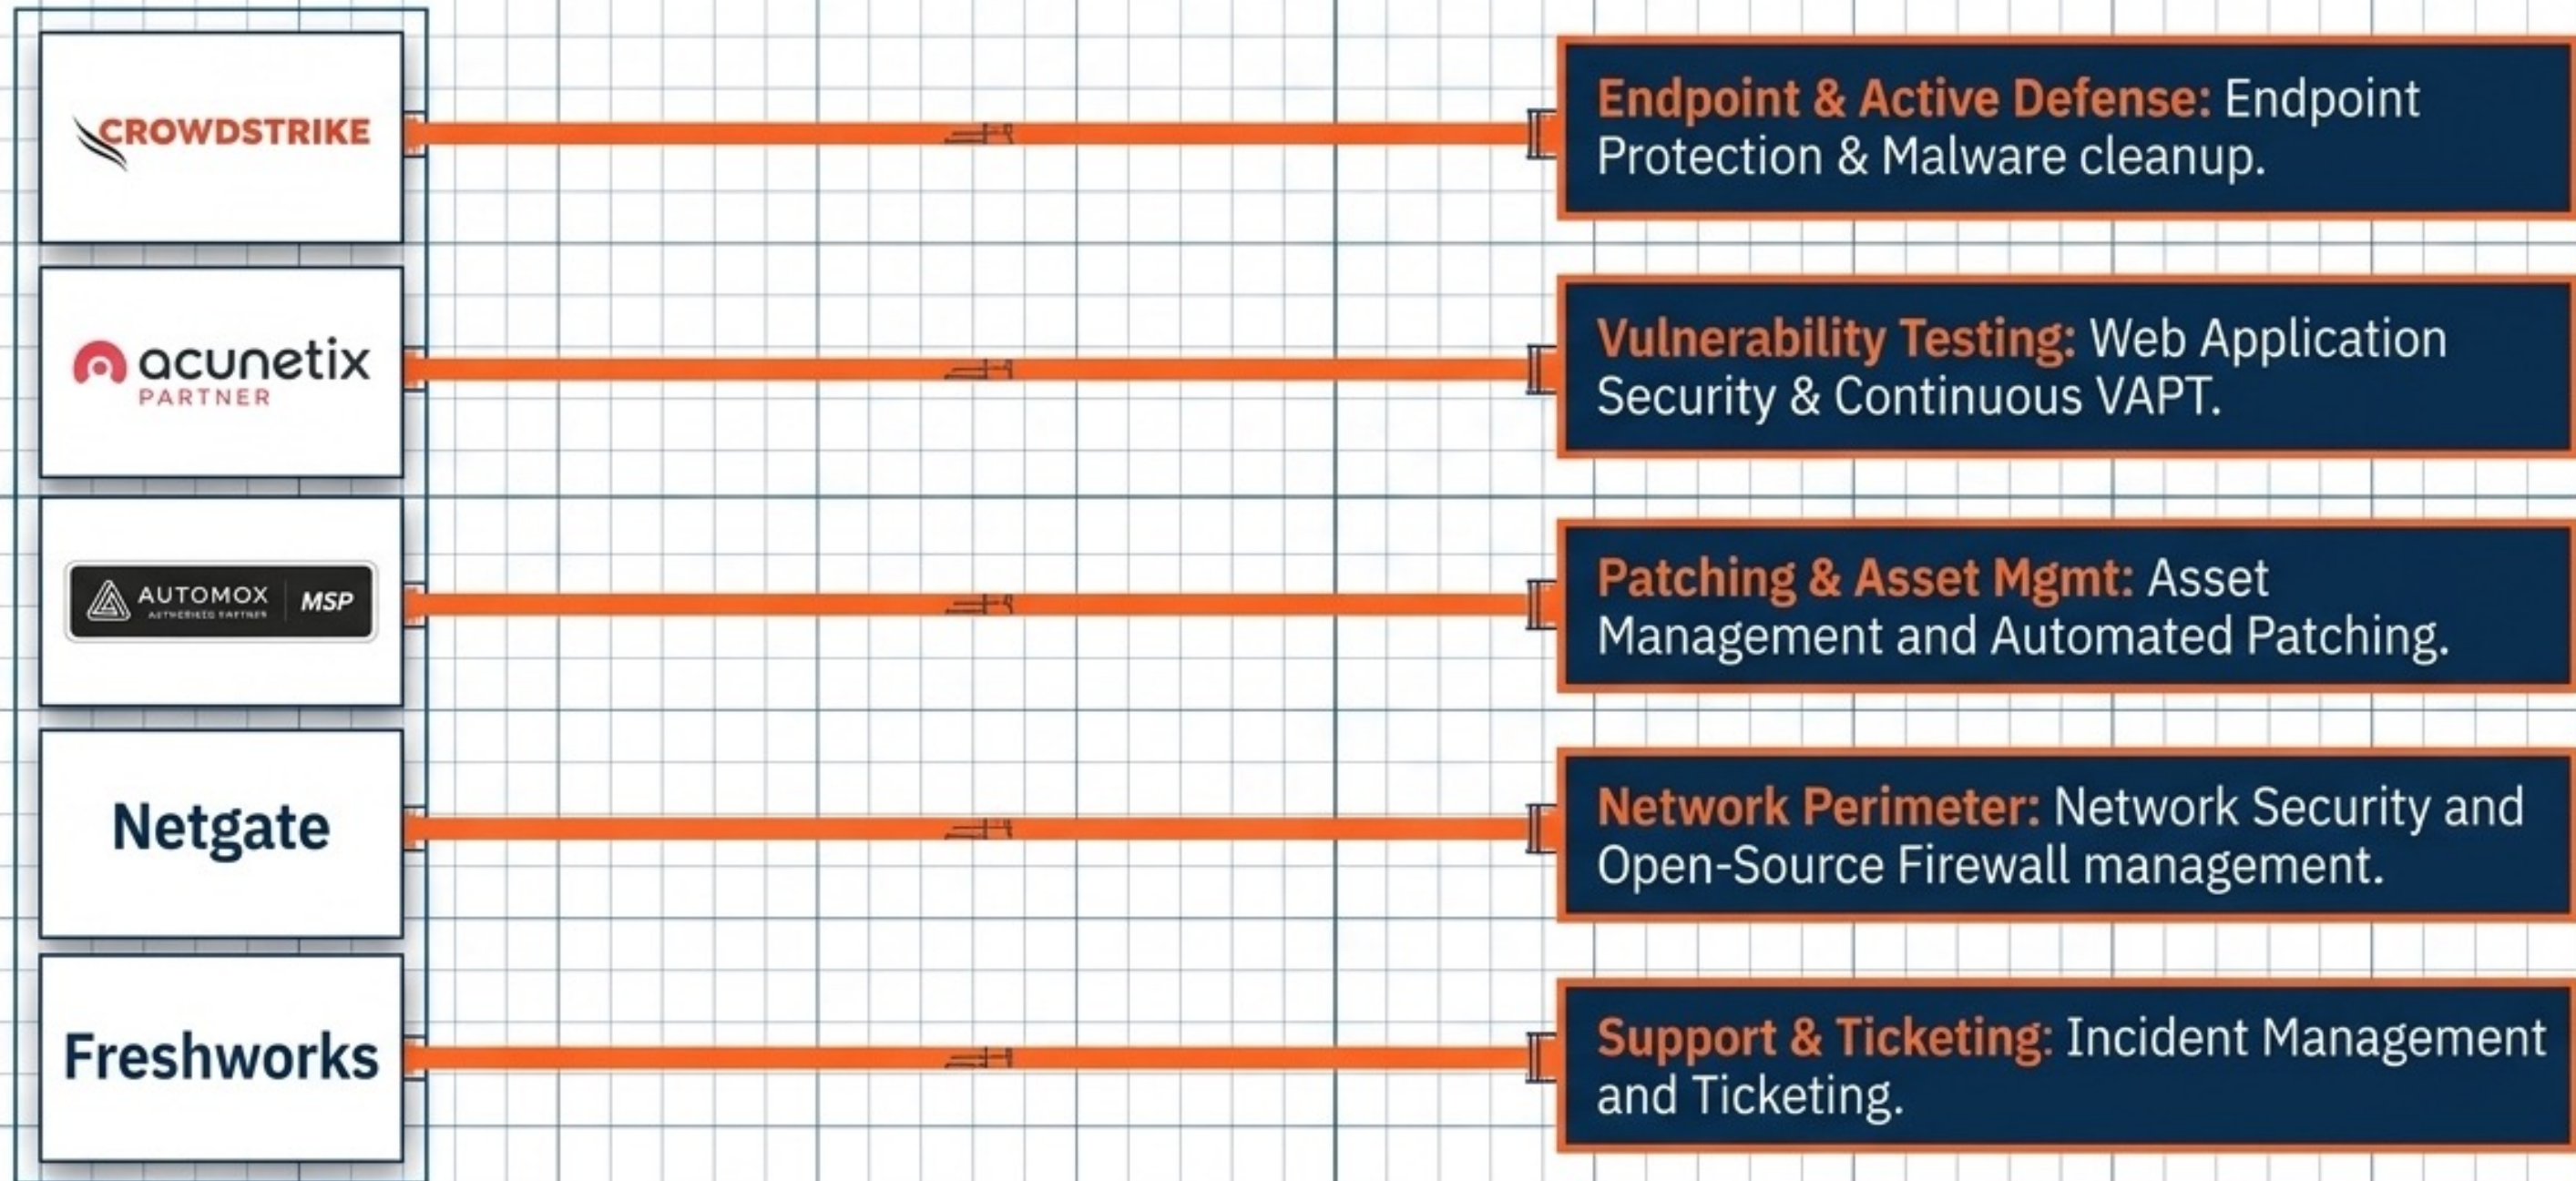 CROWDSTRIKE
Endpoint & Active Defense: Endpoint
Protection & Malware cleanup.
acunetix
PARTNER
Vulnerability Testing: Web Application
Security & Continuous VAPT.
AUTOMOX MSP
Patching & Asset Mgmt: Asset
Management and Automated Patching.
Netgate
Network Perimeter: Network Security and
Open-Source Firewall management.
Freshworks
Support & Ticketing: Incident Management
and Ticketing.